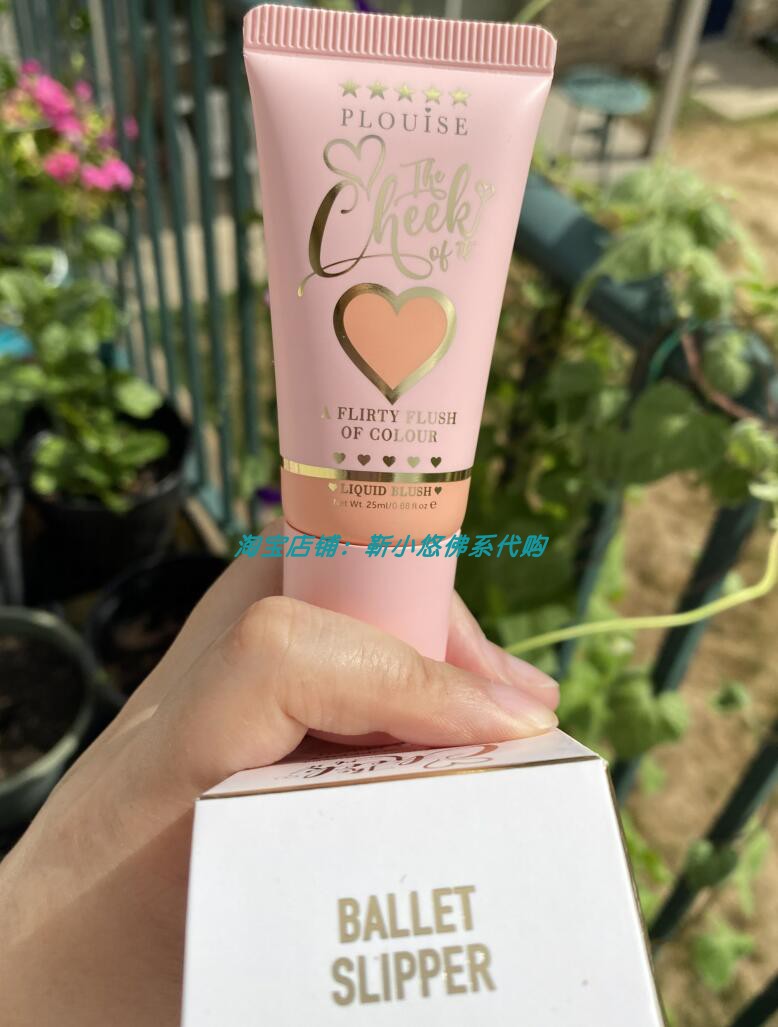 PLOUISE
The
Cheek
of it
A FLIRTY FLUSH
OF COLOUR
LIQUID BLUSH
Net Wt. 25ml/0.88 fl.oz e
淘宝店铺：靳小悠佛系代购
BALLET
SLIPPER